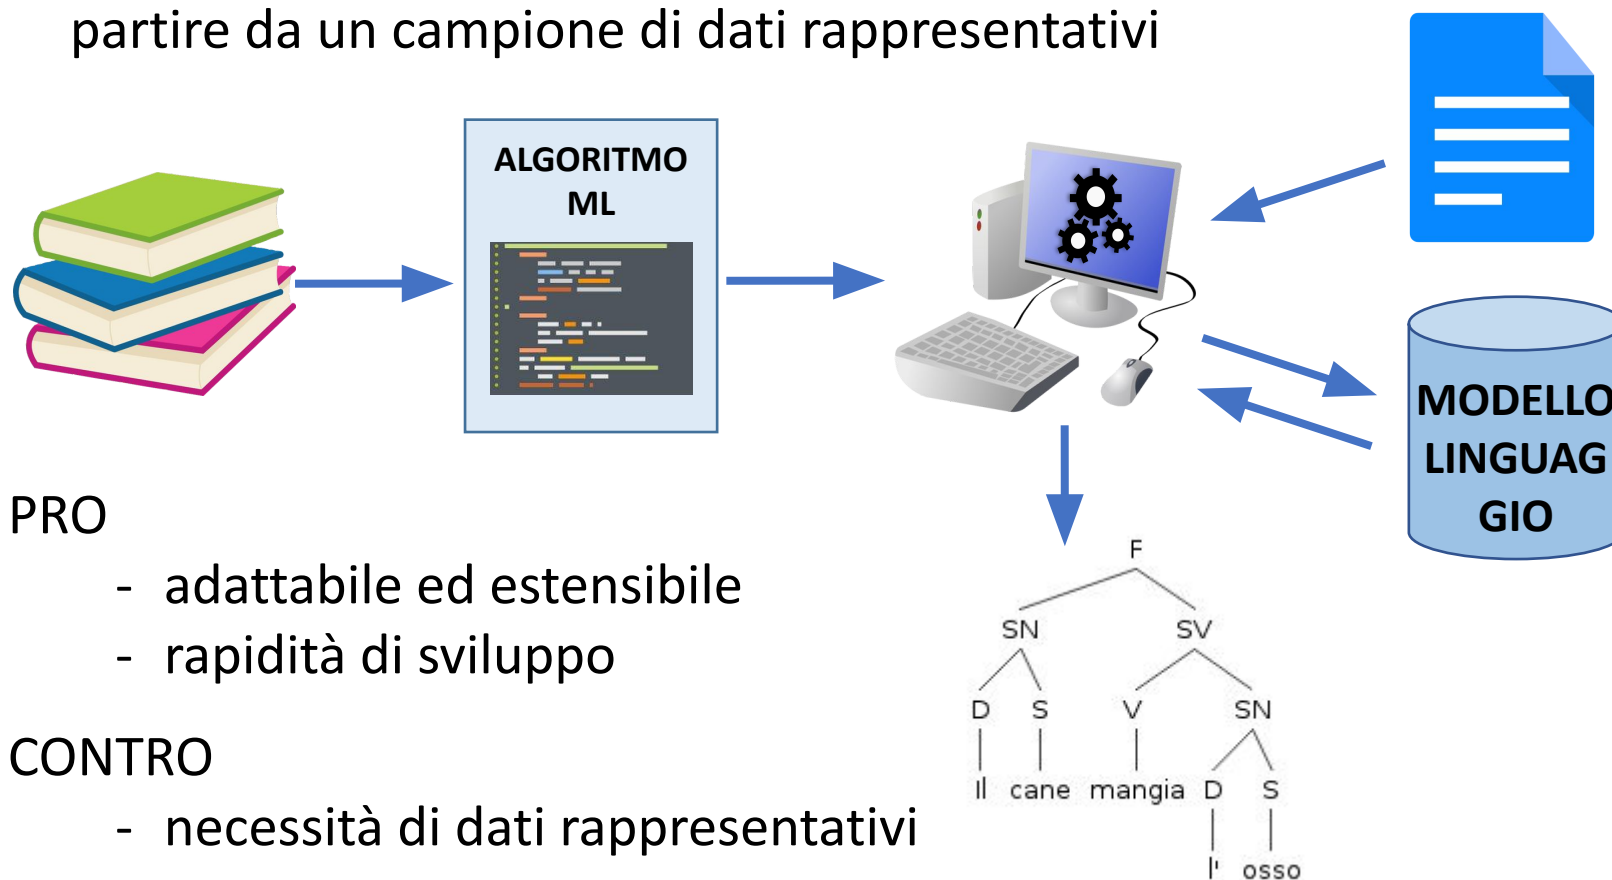 partire da un campione di dati rappresentativi
ALGORITMO
ML
MODELLO
LINGUAG
GIO
PRO
- adattabile ed estensibile
- rapidità di sviluppo
CONTRO
- necessità di dati rappresentativi
F
SN SV
D S V SN
Il cane mangia D S
l' osso